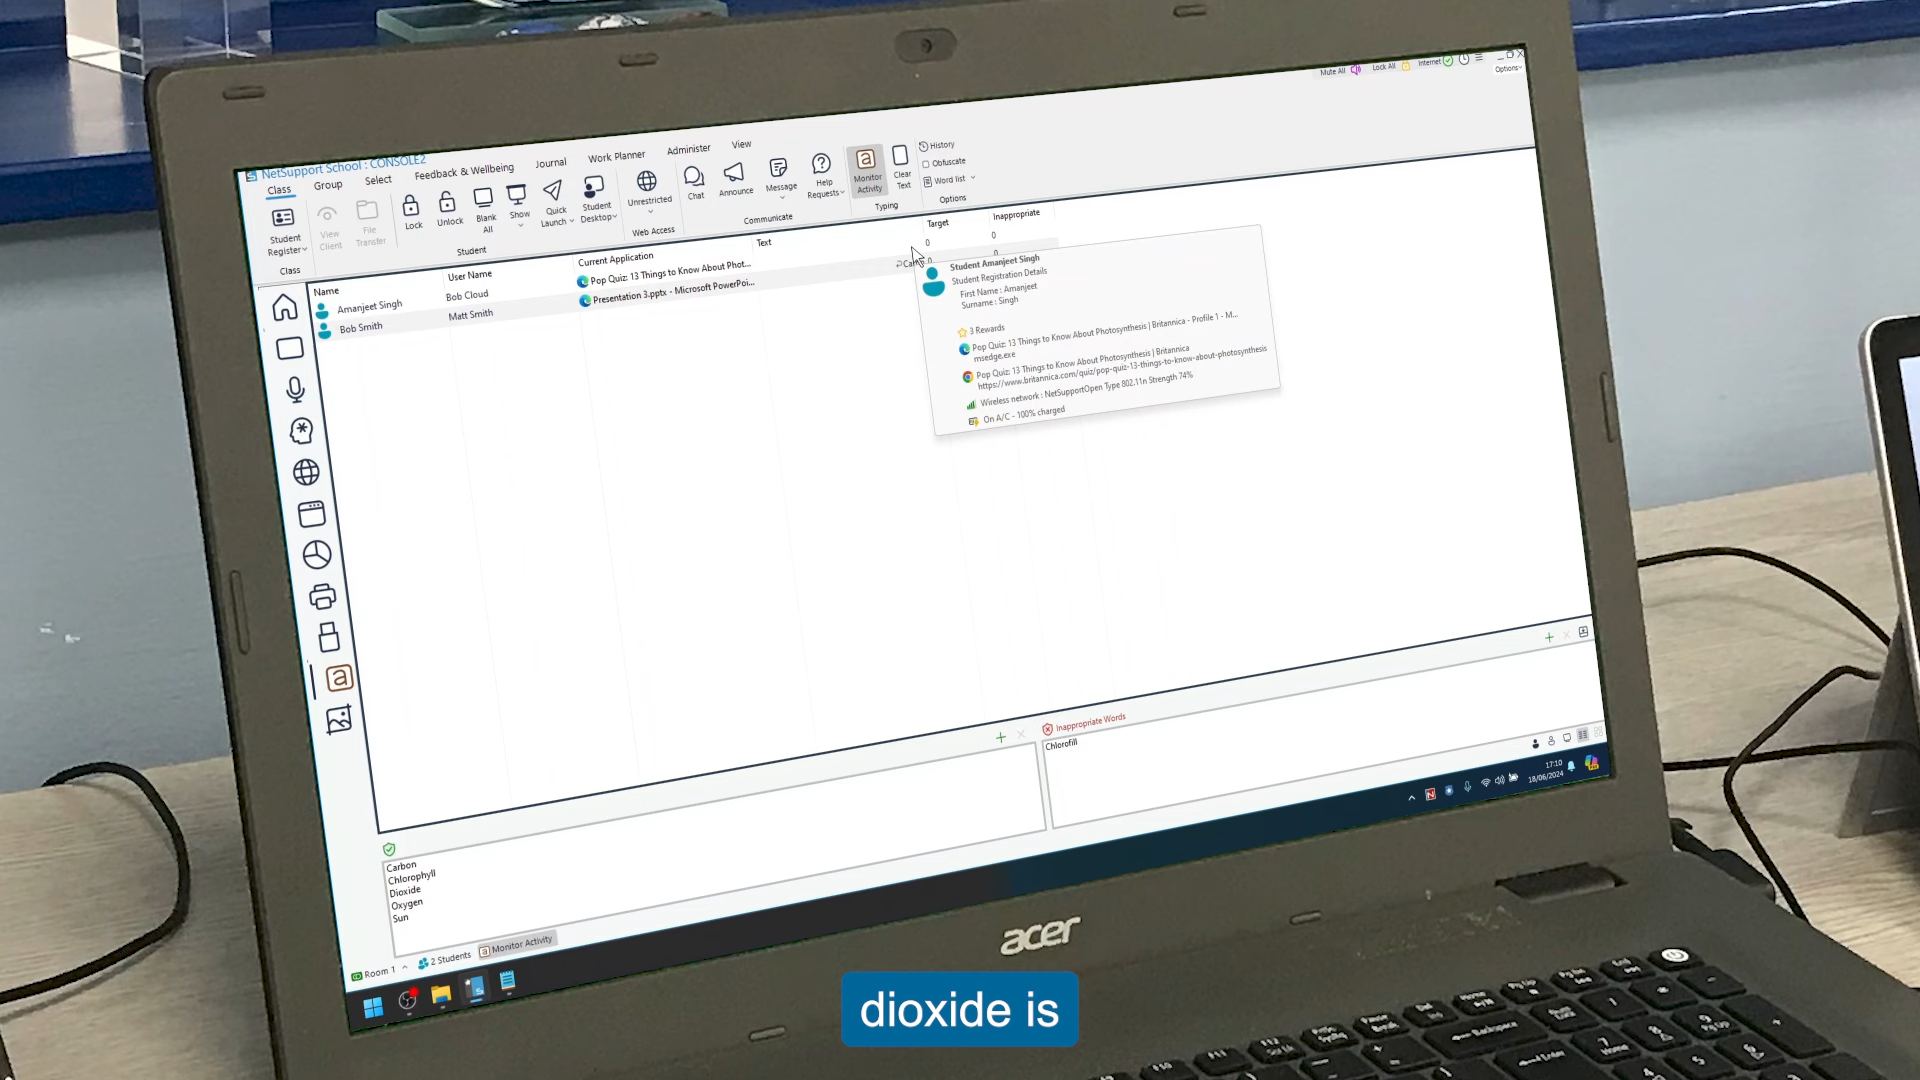 NetSupport School : CONSOLE2
Mute All Lock All Internet
Options
Class Group Select Feedback & Wellbeing Journal Work Planner Administer View
Student Register
View Client
File Transfer
Lock
Unlock
Blank All
Show
Quick Launch
Student Desktop
Unrestricted
Chat
Announce
Message
Help Requests
Monitor Activity
Clear Text
History
Obfuscate
Word list
Class
Student
Web Access
Communicate
Typing
Options
Name User Name Current Application Text Target Inappropriate
Amanjeet Singh Bob Cloud Pop Quiz: 13 Things to Know About Phot... 0 0
Bob Smith Matt Smith Presentation 3.pptx - Microsoft PowerPoi... 0 0
Student Amanjeet Singh
Student Registration Details
First Name : Amanjeet
Surname : Singh
3 Rewards
Pop Quiz: 13 Things to Know About Photosynthesis | Britannica - Profile 1 - M...
msedge.exe
Pop Quiz: 13 Things to Know About Photosynthesis | Britannica
https://www.britannica.com/quiz/pop-quiz-13-things-to-know-about-photosynthesis
Wireless network : NetSupportOpen Type 802.11n Strength 74%
On A/C - 100% charged
Inappropriate Words
Chlorofill
Carbon
Chlorophyll
Dioxide
Oxygen
Sun
Room 1 2 Students Monitor Activity
17:10
18/06/2024
acer
dioxide is